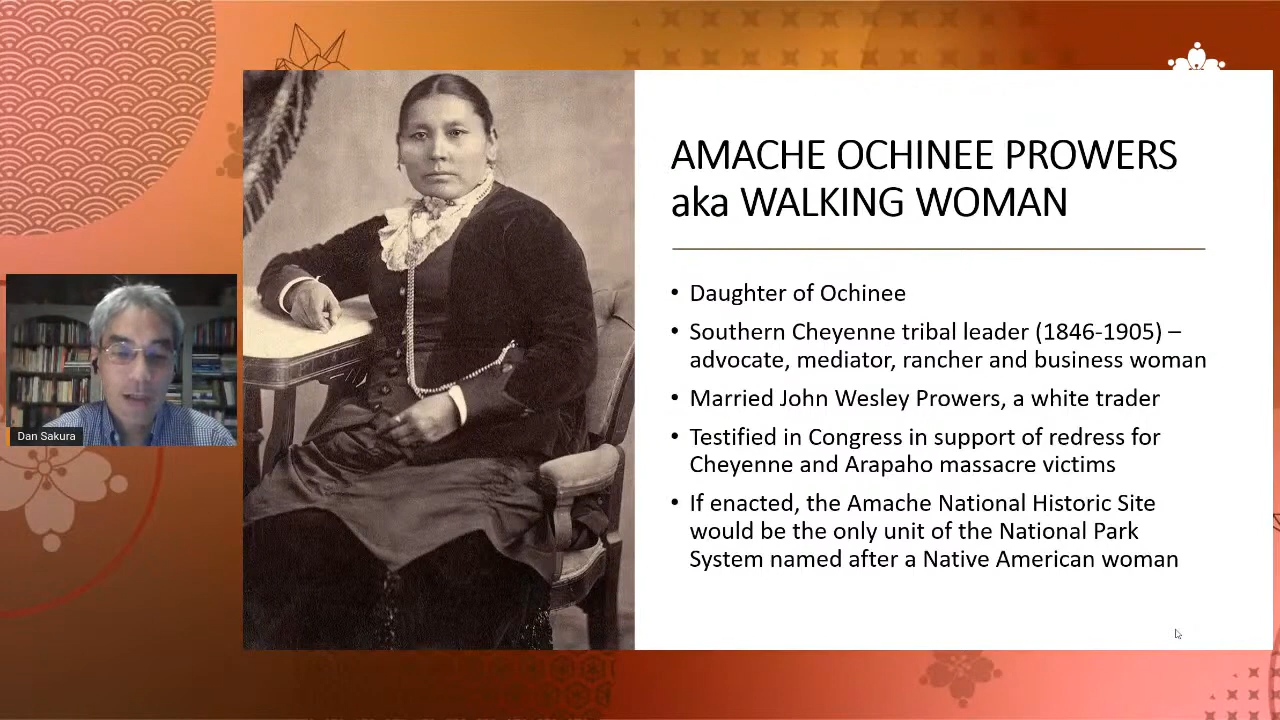 AMACHE OCHINEE PROWERS
aka WALKING WOMAN
• Daughter of Ochinee
• Southern Cheyenne tribal leader (1846-1905) –
advocate, mediator, rancher and business woman
• Married John Wesley Prowers, a white trader
• Testified in Congress in support of redress for
Cheyenne and Arapaho massacre victims
• If enacted, the Amache National Historic Site
would be the only unit of the National Park
System named after a Native American woman
Dan Sakura